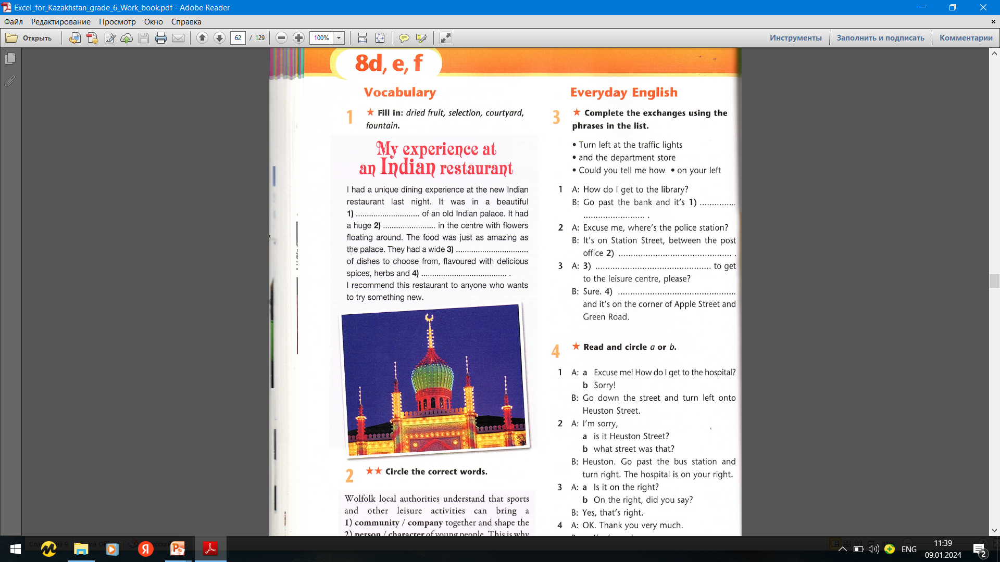 Excel_for_Kazakhstan_grade_6_Work_book.pdf - Adobe Reader
Файл Редактирование Просмотр Окно Справка
Открыть 62 / 129 100% Инструменты Заполнить и подписать Комментарии
8d, e, f
Vocabulary
1 ★ Fill in: dried fruit, selection, courtyard,
fountain.
My experience at
an Indian restaurant
I had a unique dining experience at the new Indian
restaurant last night. It was in a beautiful
1) ............................ of an old Indian palace. It had
a huge 2) ........................ in the centre with flowers
floating around. The food was just as amazing as
the palace. They had a wide 3) ................................
of dishes to choose from, flavoured with delicious
spices, herbs and 4) ...................................... .
I recommend this restaurant to anyone who wants
to try something new.
2 ★★ Circle the correct words.
Wolfolk local authorities understand that sports
and other leisure activities can bring a
1) community / company together and shape the
2) person / character of young people. This is why
Everyday English
3 ★ Complete the exchanges using the
phrases in the list.
• Turn left at the traffic lights
• and the department store
• Could you tell me how • on your left
1 A: How do I get to the library?
B: Go past the bank and it's 1) ...............
......................... .
2 A: Excuse me, where's the police station?
B: It's on Station Street, between the post
office 2) .............................................. .
3 A: 3) ............................................... to get
to the leisure centre, please?
B: Sure. 4) ................................................
and it's on the corner of Apple Street and
Green Road.
4 ★ Read and circle a or b.
1 A: a Excuse me! How do I get to the hospital?
b Sorry!
B: Go down the street and turn left onto
Heuston Street.
2 A: I'm sorry,
a is it Heuston Street?
b what street was that?
B: Heuston. Go past the bus station and
turn right. The hospital is on your right.
3 A: a Is it on the right?
b On the right, did you say?
B: Yes, that's right.
4 A: OK. Thank you very much.
ENG
11:39
09.01.2024
2